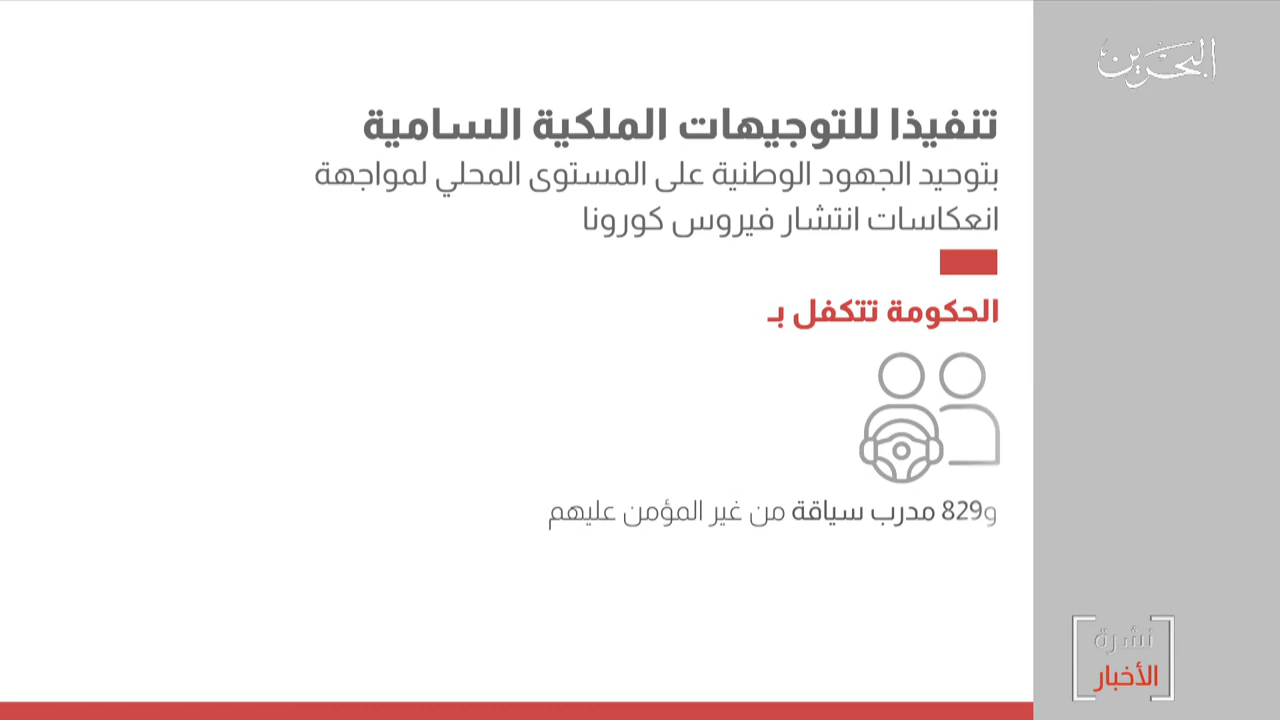 البحرين
تنفيذا للتوجيهات الملكية السامية
بتوحيد الجهود الوطنية على المستوى المحلي لمواجهة
انعكاسات انتشار فيروس كورونا
الحكومة تتكفل بـ
و829 مدرب سياقة من غير المؤمن عليهم
نشرة
الأخبار